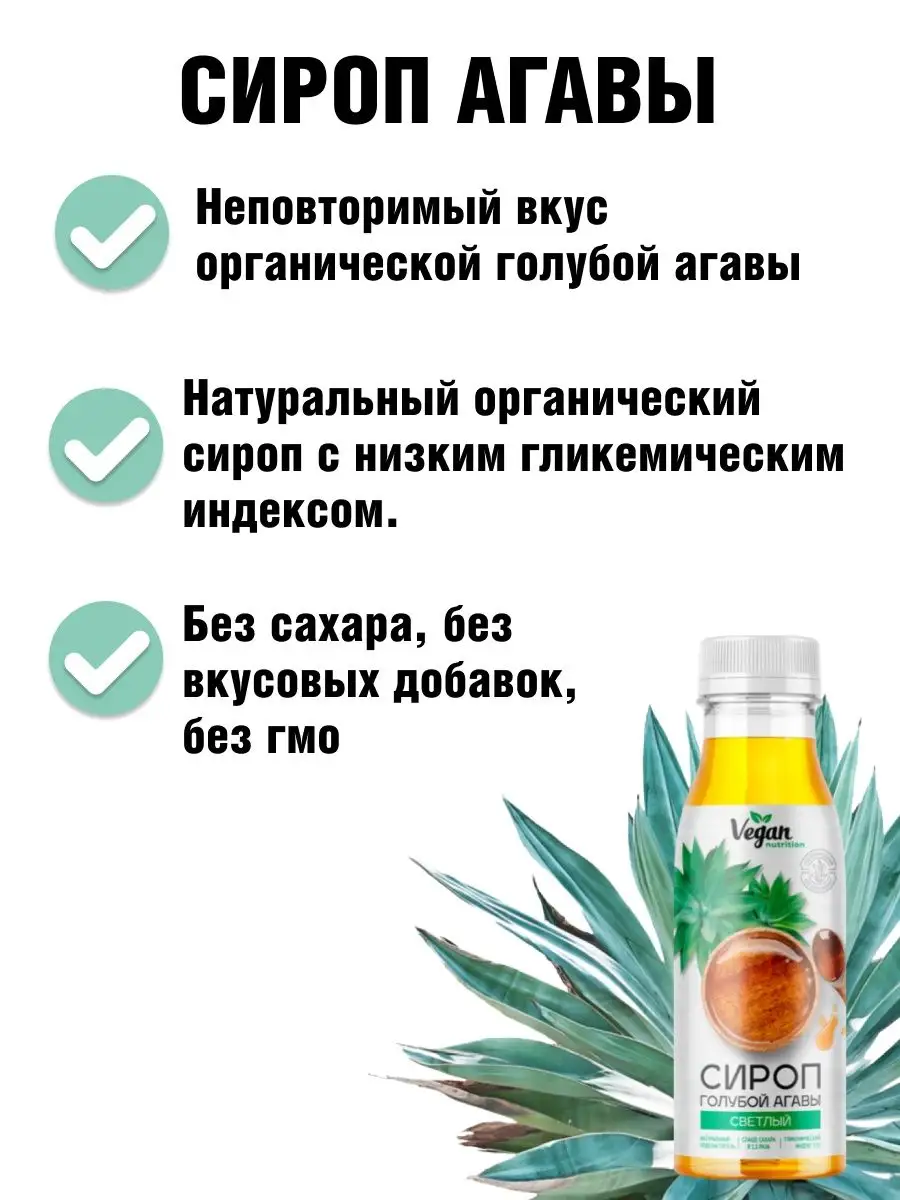 СИРОП АГАВЫ
Неповторимый вкус
органической голубой агавы
Натуральный органический
сироп с низким гликемическим
индексом.
Без сахара, без
вкусовых добавок,
без гмо
Vegan
nutrition
СИРОП
ГОЛУБОЙ АГАВЫ
СВЕТЛЫЙ